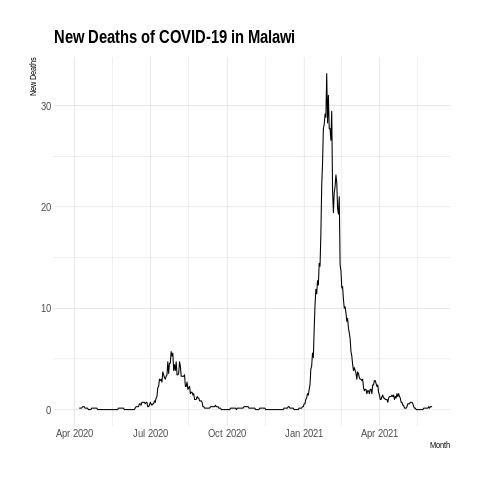 New Deaths of COVID-19 in Malawi
New Deaths
30
20
10
0
Apr 2020 Jul 2020 Oct 2020 Jan 2021 Apr 2021
Month